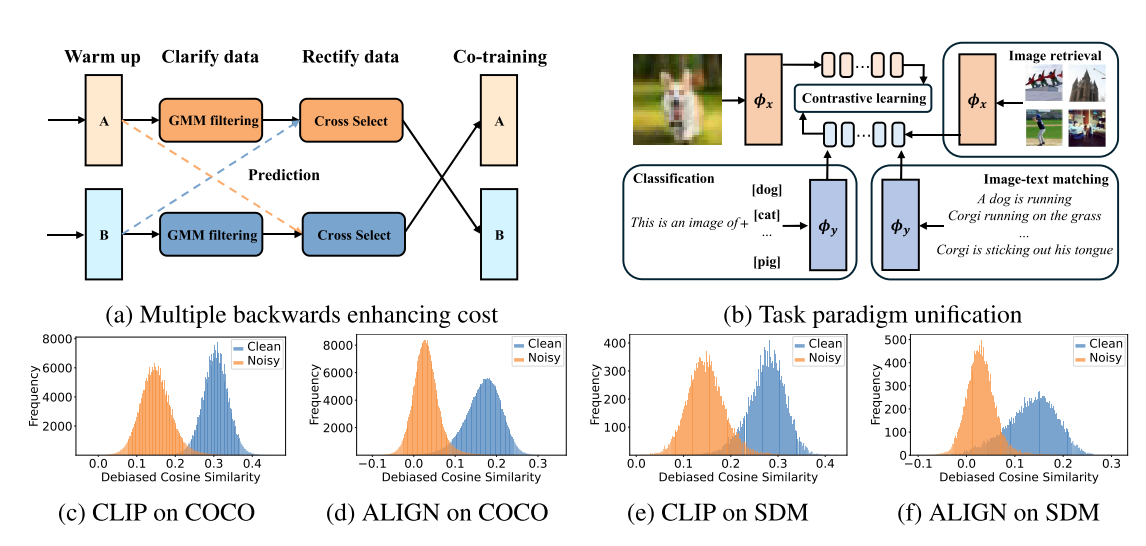 Warm up
Clarify data
Rectify data
Co-training
A
GMM filtering
Cross Select
A
Prediction
B
GMM filtering
Cross Select
B
(a) Multiple backwards enhancing cost
ϕx
Contrastive learning
Image retrieval
ϕx
Classification
[dog]
This is an image of +
[cat]
...
[pig]
ϕy
Image-text matching
ϕy
A dog is running
Corgi running on the grass
...
Corgi is sticking out his tongue
(b) Task paradigm unification
8000
6000
4000
2000
Frequency
Clean
Noisy
0.0 0.1 0.2 0.3 0.4
Debiased Cosine Similarity
(c) CLIP on COCO
8000
6000
4000
2000
Frequency
Clean
Noisy
−0.1 0.0 0.1 0.2 0.3
Debiased Cosine Similarity
(d) ALIGN on COCO
400
300
200
100
Frequency
Clean
Noisy
0.0 0.1 0.2 0.3 0.4
Debiased Cosine Similarity
(e) CLIP on SDM
500
400
300
200
100
0
Frequency
Clean
Noisy
−0.1 0.0 0.1 0.2 0.3
Debiased Cosine Similarity
(f) ALIGN on SDM